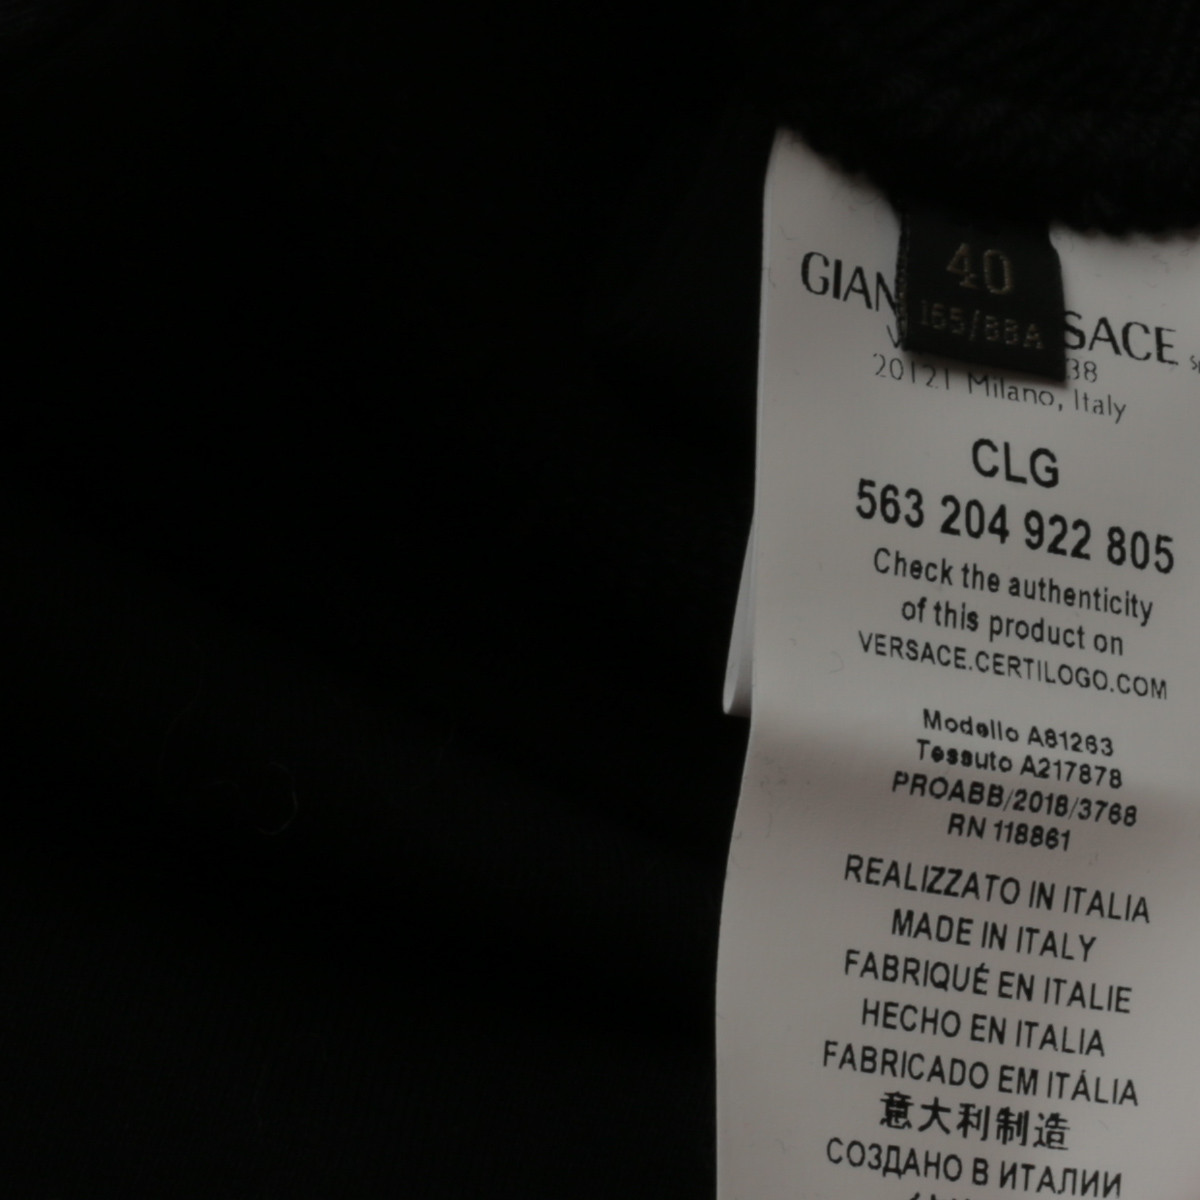 40
165/88A
GIAN SACE
38
20121 Milano, Italy
CLG
563 204 922 805
Check the authenticity
of this product on
VERSACE.CERTILOGO.COM
Modello A81263
Tessuto A217878
PROABB/2018/3768
RN 118861
REALIZZATO IN ITALIA
MADE IN ITALY
FABRIQUÉ EN ITALIE
HECHO EN ITALIA
FABRICADO EM ITÁLIA
意大利制造
СОЗДАНО В ИТАЛИИ